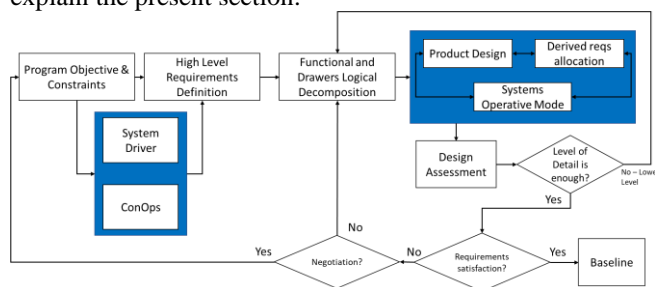 explain the present section.
Program Objective &
Constraints
High Level
Requirements
Definition
Functional and
Drawers Logical
Decomposition
Product Design
Derived reqs
allocation
Systems
Operative Mode
System
Driver
ConOps
Design
Assessment
Level of
Detail is
enough?
No – Lower
Level
Yes
No
Yes
Negotiation?
No
Requirements
satisfaction?
Yes
Baseline